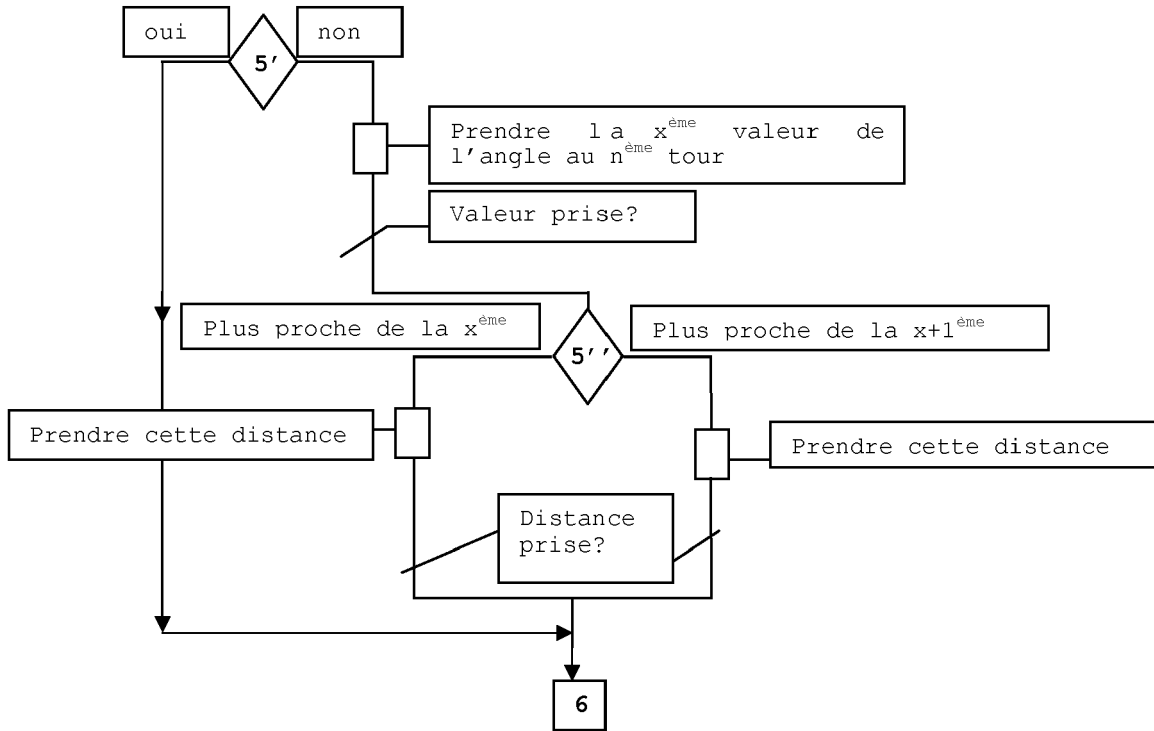 oui
non
5'
Prendre la xème valeur de
l'angle au nème tour
Valeur prise?
Plus proche de la xème
Plus proche de la x+1ème
5''
Prendre cette distance
Prendre cette distance
Distance
prise?
6